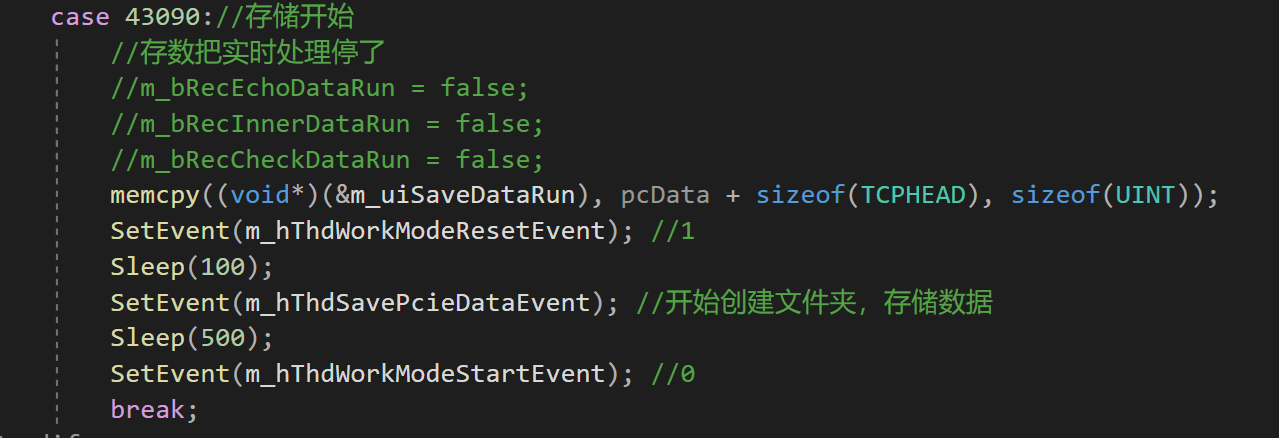 case 43090://存储开始
//存数把实时处理停了
//m_bRecEchoDataRun = false;
//m_bRecInnerDataRun = false;
//m_bRecCheckDataRun = false;
memcpy((void*)(&m_uiSaveDataRun), pcData + sizeof(TCPHEAD), sizeof(UINT));
SetEvent(m_hThdWorkModeResetEvent); //1
Sleep(100);
SetEvent(m_hThdSavePcieDataEvent); //开始创建文件夹，存储数据
Sleep(500);
SetEvent(m_hThdWorkModeStartEvent); //0
break;